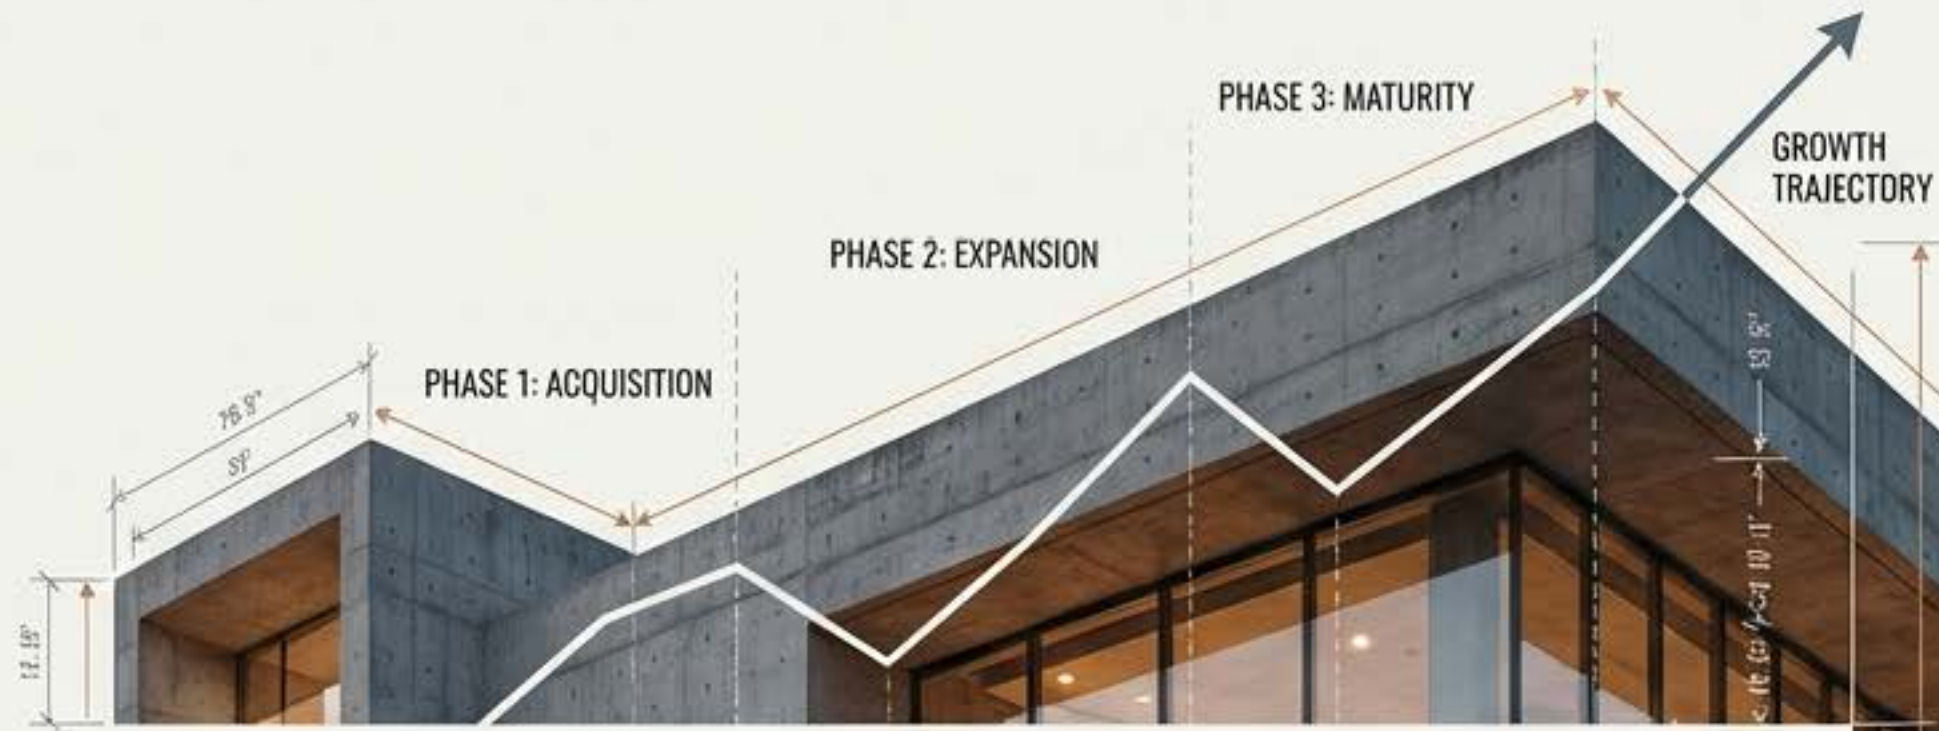 PHASE 3: MATURITY
GROWTH
TRAJECTORY
PHASE 2: EXPANSION
PHASE 1: ACQUISITION